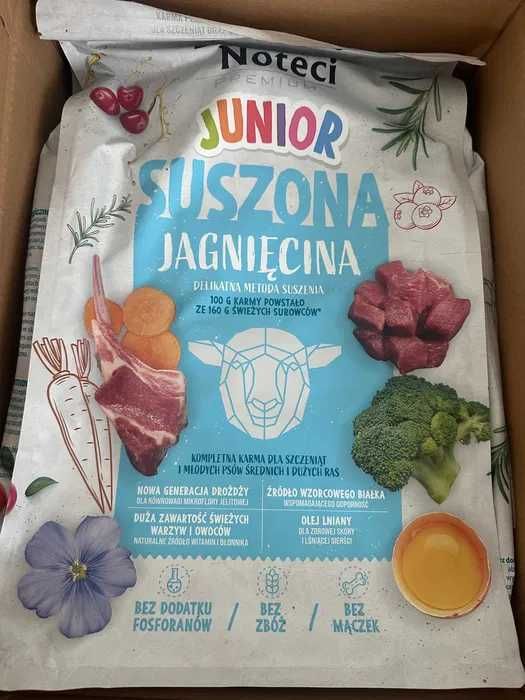 Noteci
PREMIUM
JUNIOR
SUSZONA
JAGNIĘCINA
DELIKATNA METODA SUSZENIA
100 G KARMY POWSTAŁO
ZE 160 G ŚWIEŻYCH SUROWCÓW*
KOMPLETNA KARMA DLA SZCZENIĄT
I MŁODYCH PSÓW ŚREDNICH I DUŻYCH RAS
NOWA GENERACJA DROŻDŻY
DLA RÓWNOWAGI MIKROFLORY JELITOWEJ
ŹRÓDŁO WZORCOWEGO BIAŁKA
WSPOMAGAJĄCEGO ODPORNOŚĆ
DUŻA ZAWARTOŚĆ ŚWIEŻYCH
WARZYW I OWOCÓW
NATURALNE ŹRÓDŁO WITAMIN I BŁONNIKA
OLEJ LNIANY
DLA ZDROWEJ SKÓRY
I LŚNIĄCEJ SIERŚCI
BEZ DODATKU
FOSFORANÓW
/
BEZ
ZBÓŻ
/
BEZ
MĄCZEK